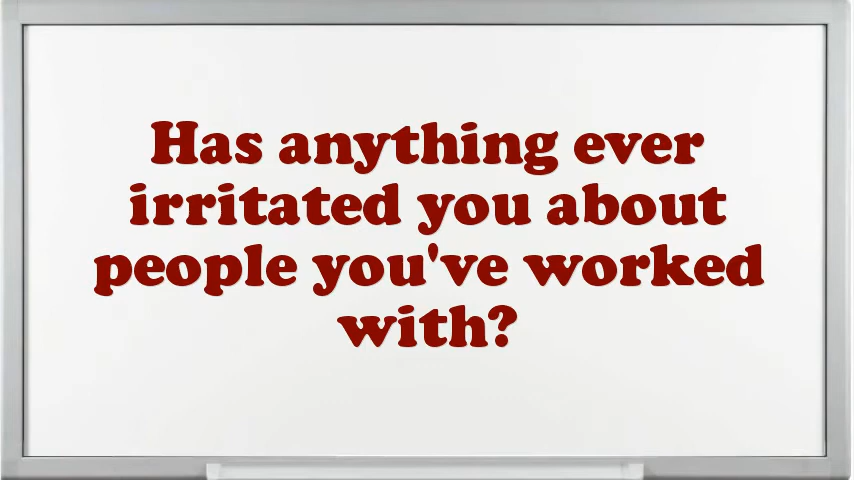 Has anything ever
irritated you about
people you've worked
with?